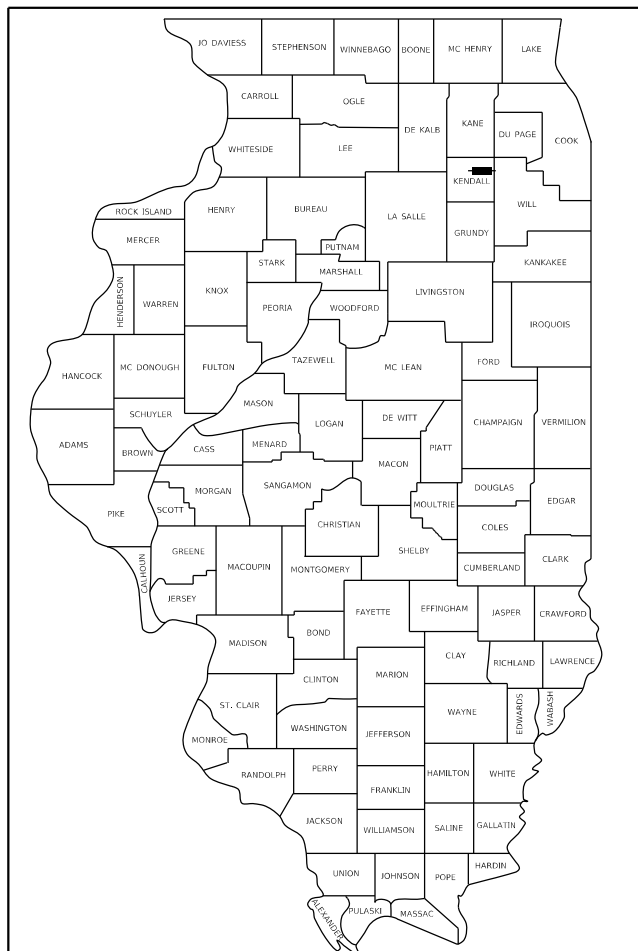 JO DAVIESS
STEPHENSON
WINNEBAGO
BOONE
MC HENRY
LAKE
CARROLL
OGLE
DE KALB
KANE
DU PAGE
COOK
WHITESIDE
LEE
KENDALL
WILL
ROCK ISLAND
HENRY
BUREAU
LA SALLE
GRUNDY
MERCER
PUTNAM
STARK
MARSHALL
KANKAKEE
HENDERSON
WARREN
KNOX
PEORIA
WOODFORD
LIVINGSTON
IROQUOIS
HANCOCK
MC DONOUGH
FULTON
TAZEWELL
MC LEAN
FORD
MASON
SCHUYLER
LOGAN
DE WITT
CHAMPAIGN
VERMILION
ADAMS
BROWN
CASS
MENARD
PIATT
MACON
SANGAMON
MORGAN
DOUGLAS
EDGAR
PIKE
SCOTT
CHRISTIAN
MOULTRIE
COLES
GREENE
MACOUPIN
MONTGOMERY
SHELBY
CUMBERLAND
CLARK
CALHOUN
JERSEY
FAYETTE
EFFINGHAM
JASPER
CRAWFORD
MADISON
BOND
CLAY
RICHLAND
LAWRENCE
CLINTON
MARION
ST. CLAIR
WASHINGTON
WAYNE
EDWARDS
WABASH
MONROE
JEFFERSON
RANDOLPH
PERRY
HAMILTON
WHITE
FRANKLIN
JACKSON
WILLIAMSON
SALINE
GALLATIN
UNION
JOHNSON
POPE
HARDIN
ALEXANDER
PULASKI
MASSAC